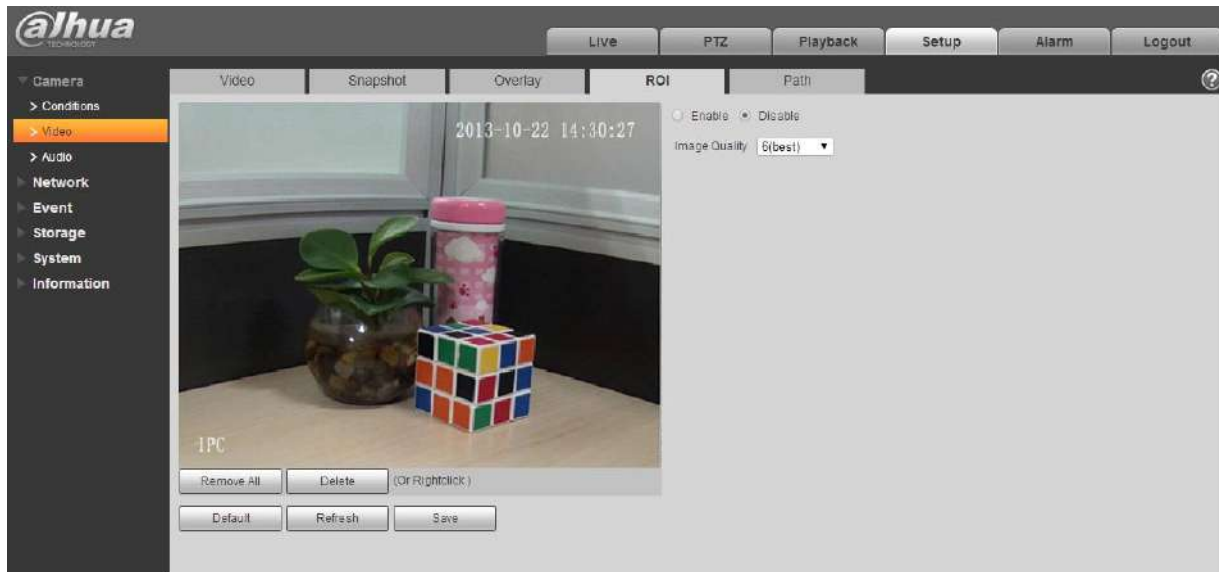 alhua
TECHNOLOGY
Live PTZ Playback Setup Alarm Logout
Camera
> Conditions
> Video
> Audio
Network
Event
Storage
System
Information
Video Snapshot Overlay ROI Path ?
2013-10-22 14:30:27
IPC
Enable Disable
Image Quality 6(best)
Remove All Delete (Or Rightclick )
Default Refresh Save